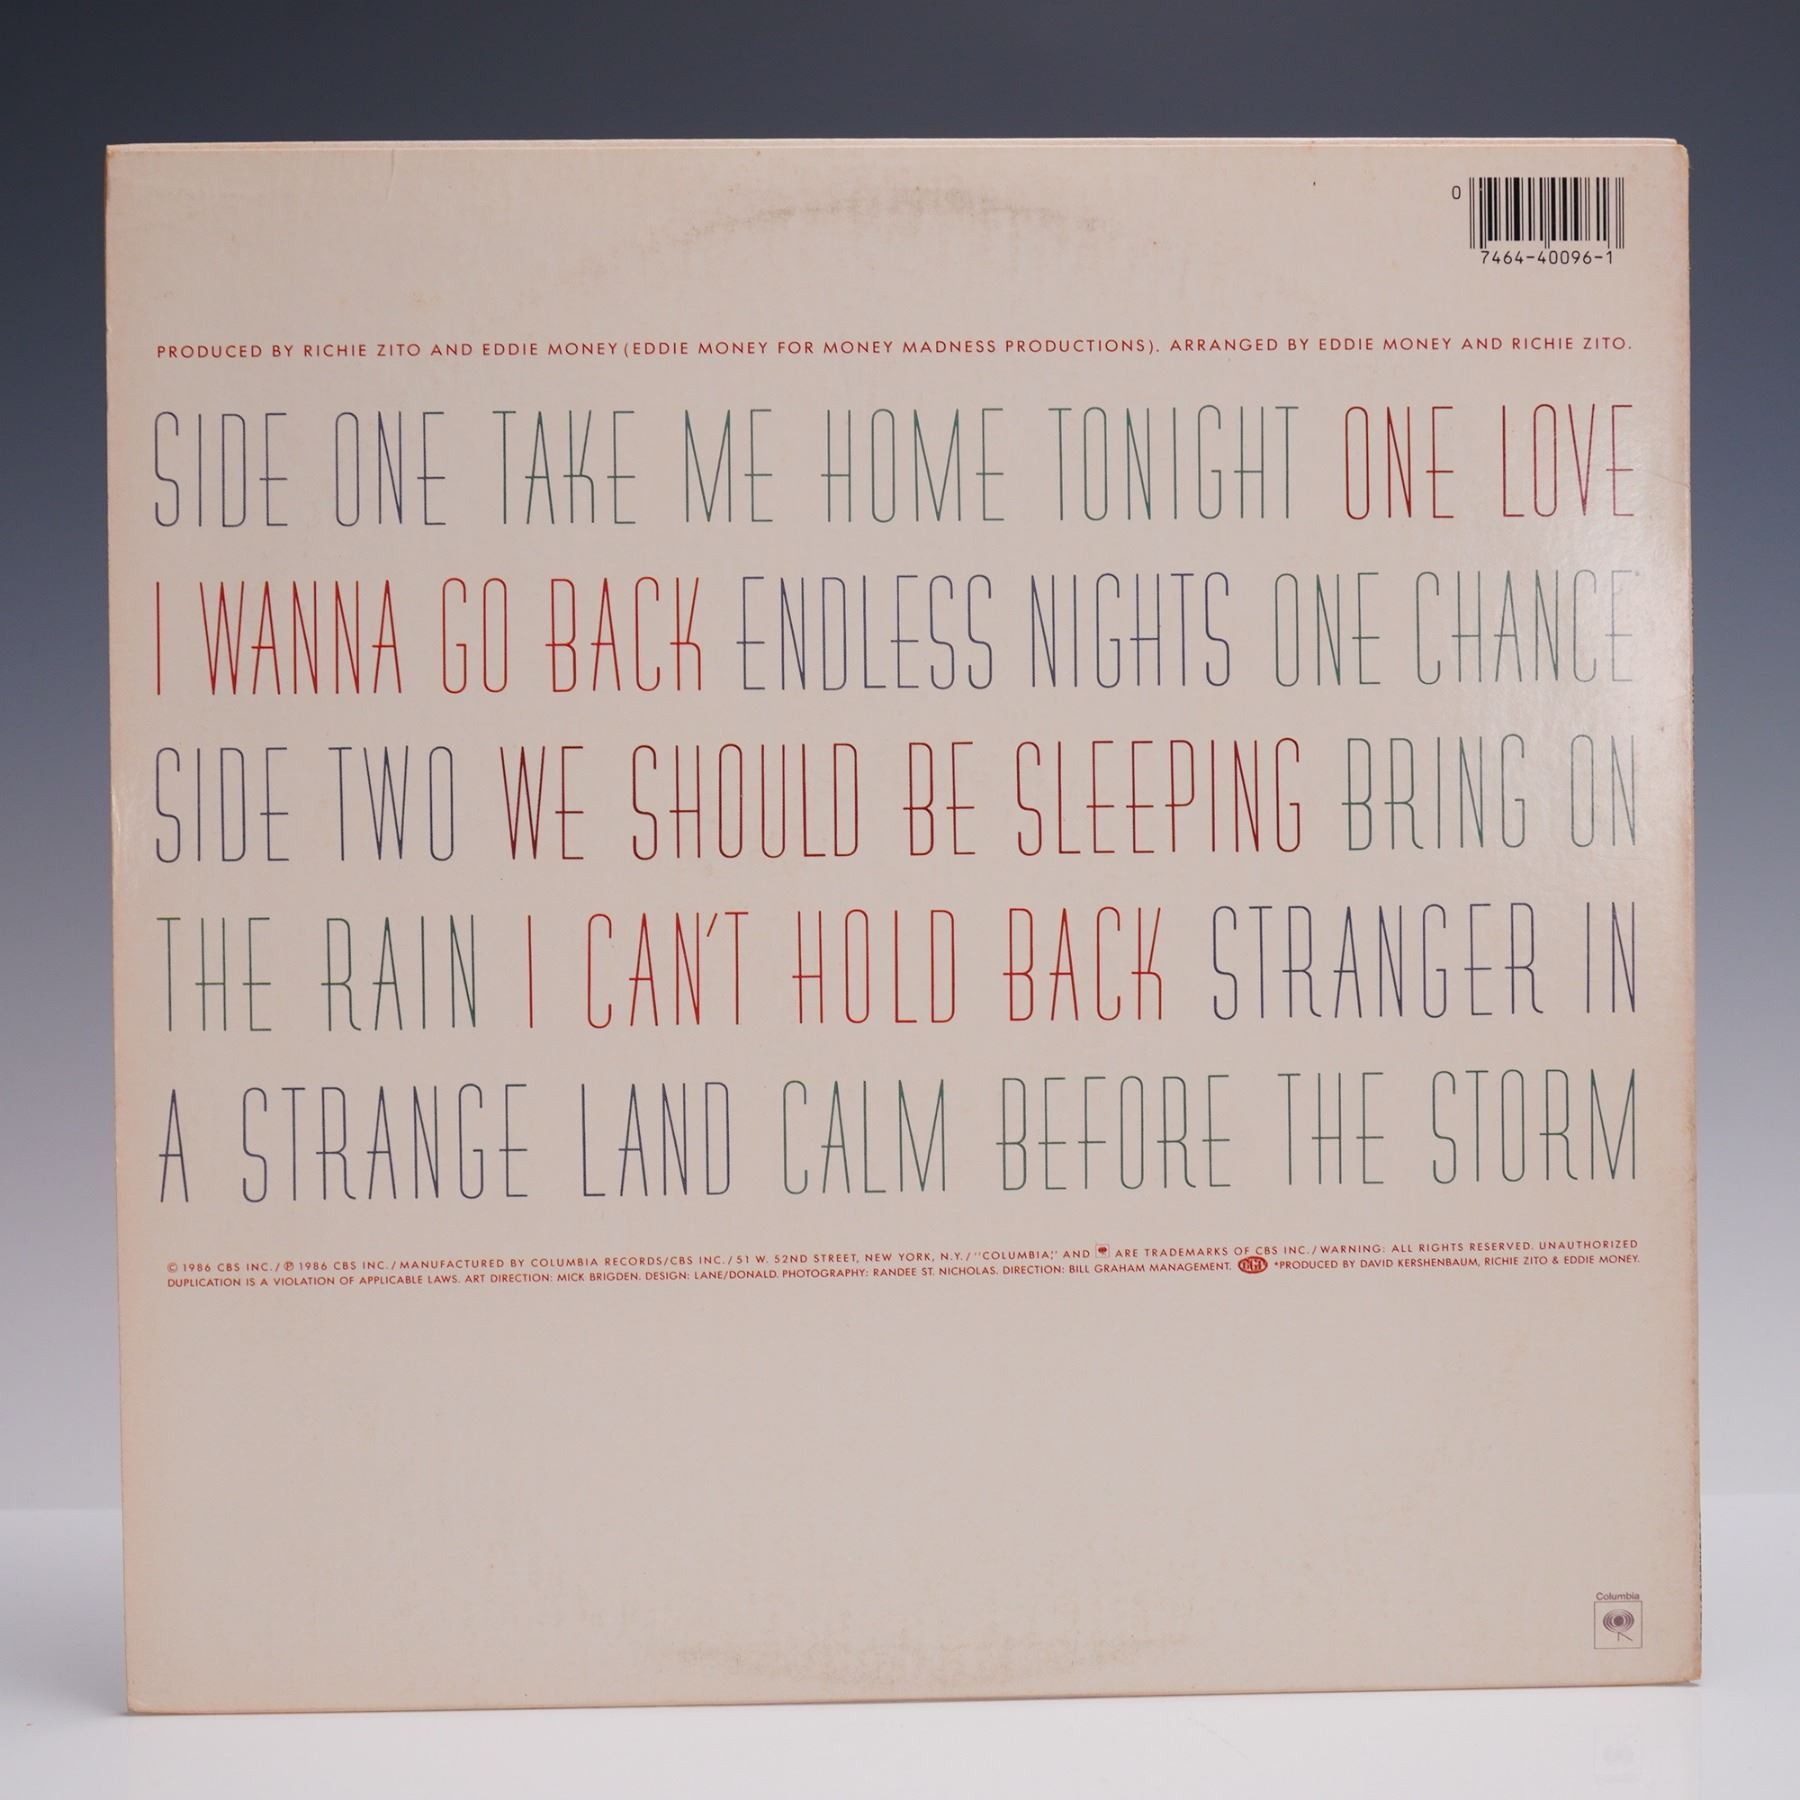 0
7464-40096-1
PRODUCED BY RICHIE ZITO AND EDDIE MONEY (EDDIE MONEY FOR MONEY MADNESS PRODUCTIONS). ARRANGED BY EDDIE MONEY AND RICHIE ZITO.
SIDE ONE TAKE ME HOME TONIGHT ONE LOVE
I WANNA GO BACK ENDLESS NIGHTS ONE CHANCE*
SIDE TWO WE SHOULD BE SLEEPING BRING ON
THE RAIN I CAN'T HOLD BACK STRANGER IN
A STRANGE LAND CALM BEFORE THE STORM
© 1986 CBS INC./℗ 1986 CBS INC./MANUFACTURED BY COLUMBIA RECORDS/CBS INC./51 W. 52ND STREET, NEW YORK, N.Y./"COLUMBIA," AND ARE TRADEMARKS OF CBS INC./WARNING: ALL RIGHTS RESERVED. UNAUTHORIZED
DUPLICATION IS A VIOLATION OF APPLICABLE LAWS. ART DIRECTION: MICK BRIGDEN. DESIGN: LANE/DONALD. PHOTOGRAPHY: RANDEE ST. NICHOLAS. DIRECTION: BILL GRAHAM MANAGEMENT. *PRODUCED BY DAVID KERSHENBAUM, RICHIE ZITO & EDDIE MONEY.
Columbia